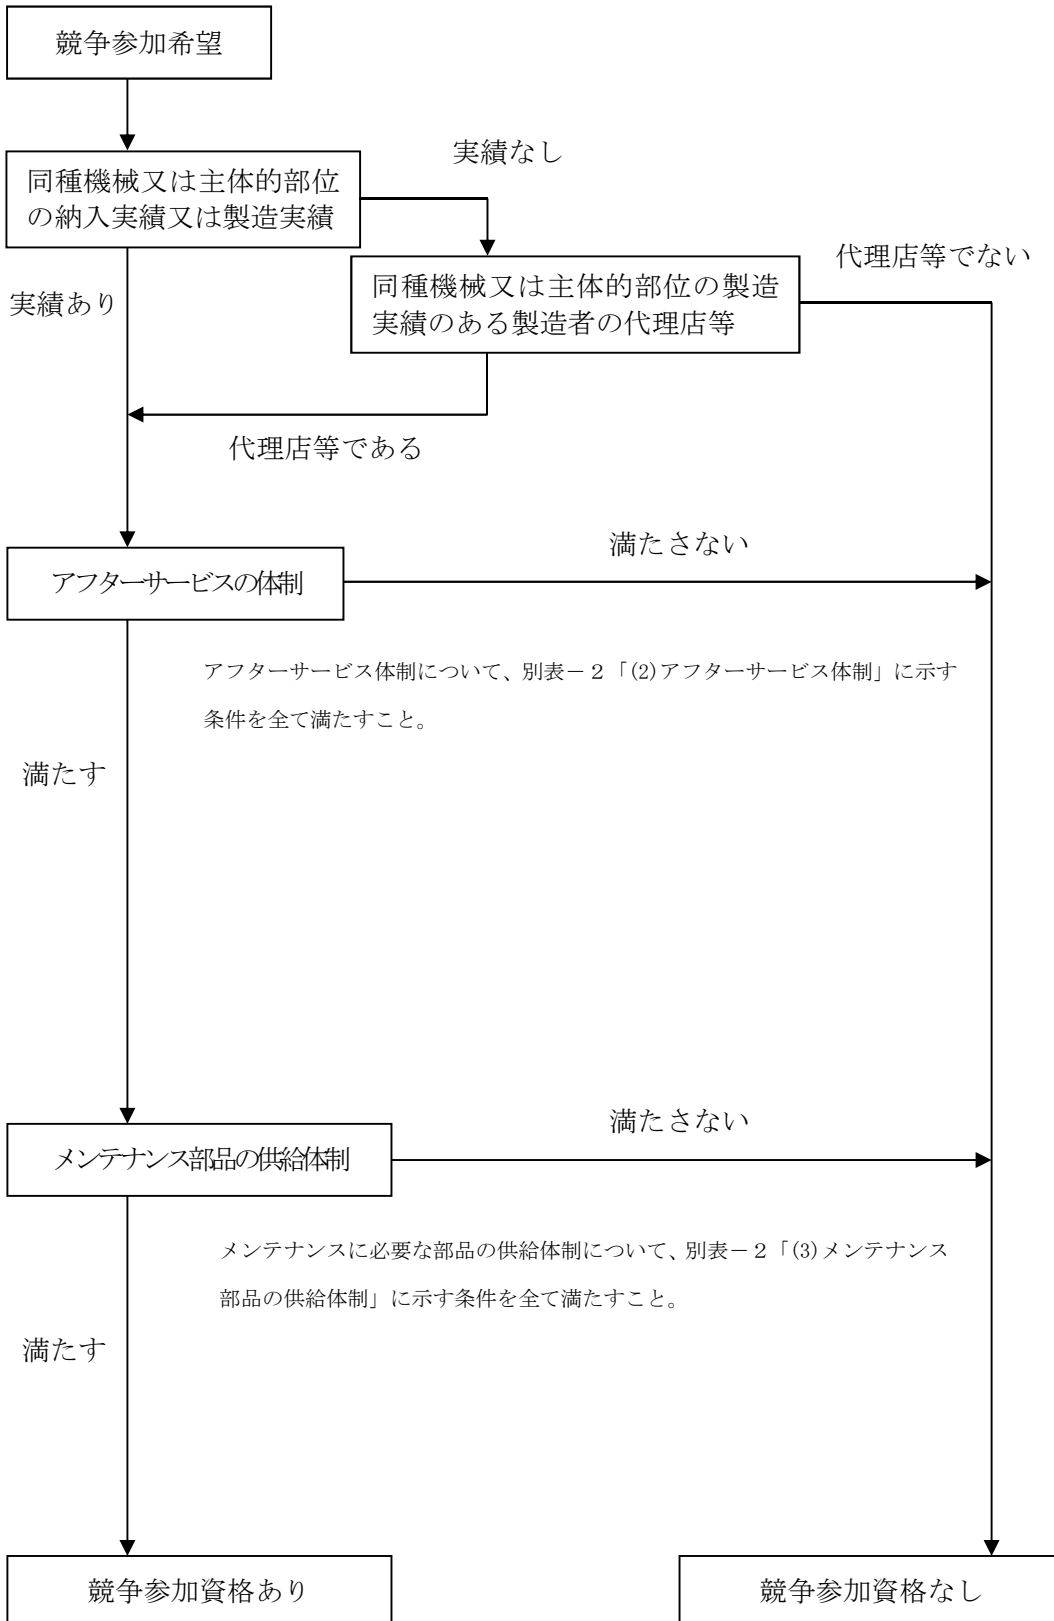 競争参加希望
実績なし
同種機械又は主体的部位
の納入実績又は製造実績
代理店等でない
実績あり
同種機械又は主体的部位の製造
実績のある製造者の代理店等
代理店等である
満たさない
アフターサービスの体制
アフターサービス体制について、別表－２「(2)アフターサービス体制」に示す
条件を全て満たすこと。
満たす
満たさない
メンテナンス部品の供給体制
メンテナンスに必要な部品の供給体制について、別表－２「(3)メンテナンス
部品の供給体制」に示す条件を全て満たすこと。
満たす
競争参加資格あり
競争参加資格なし